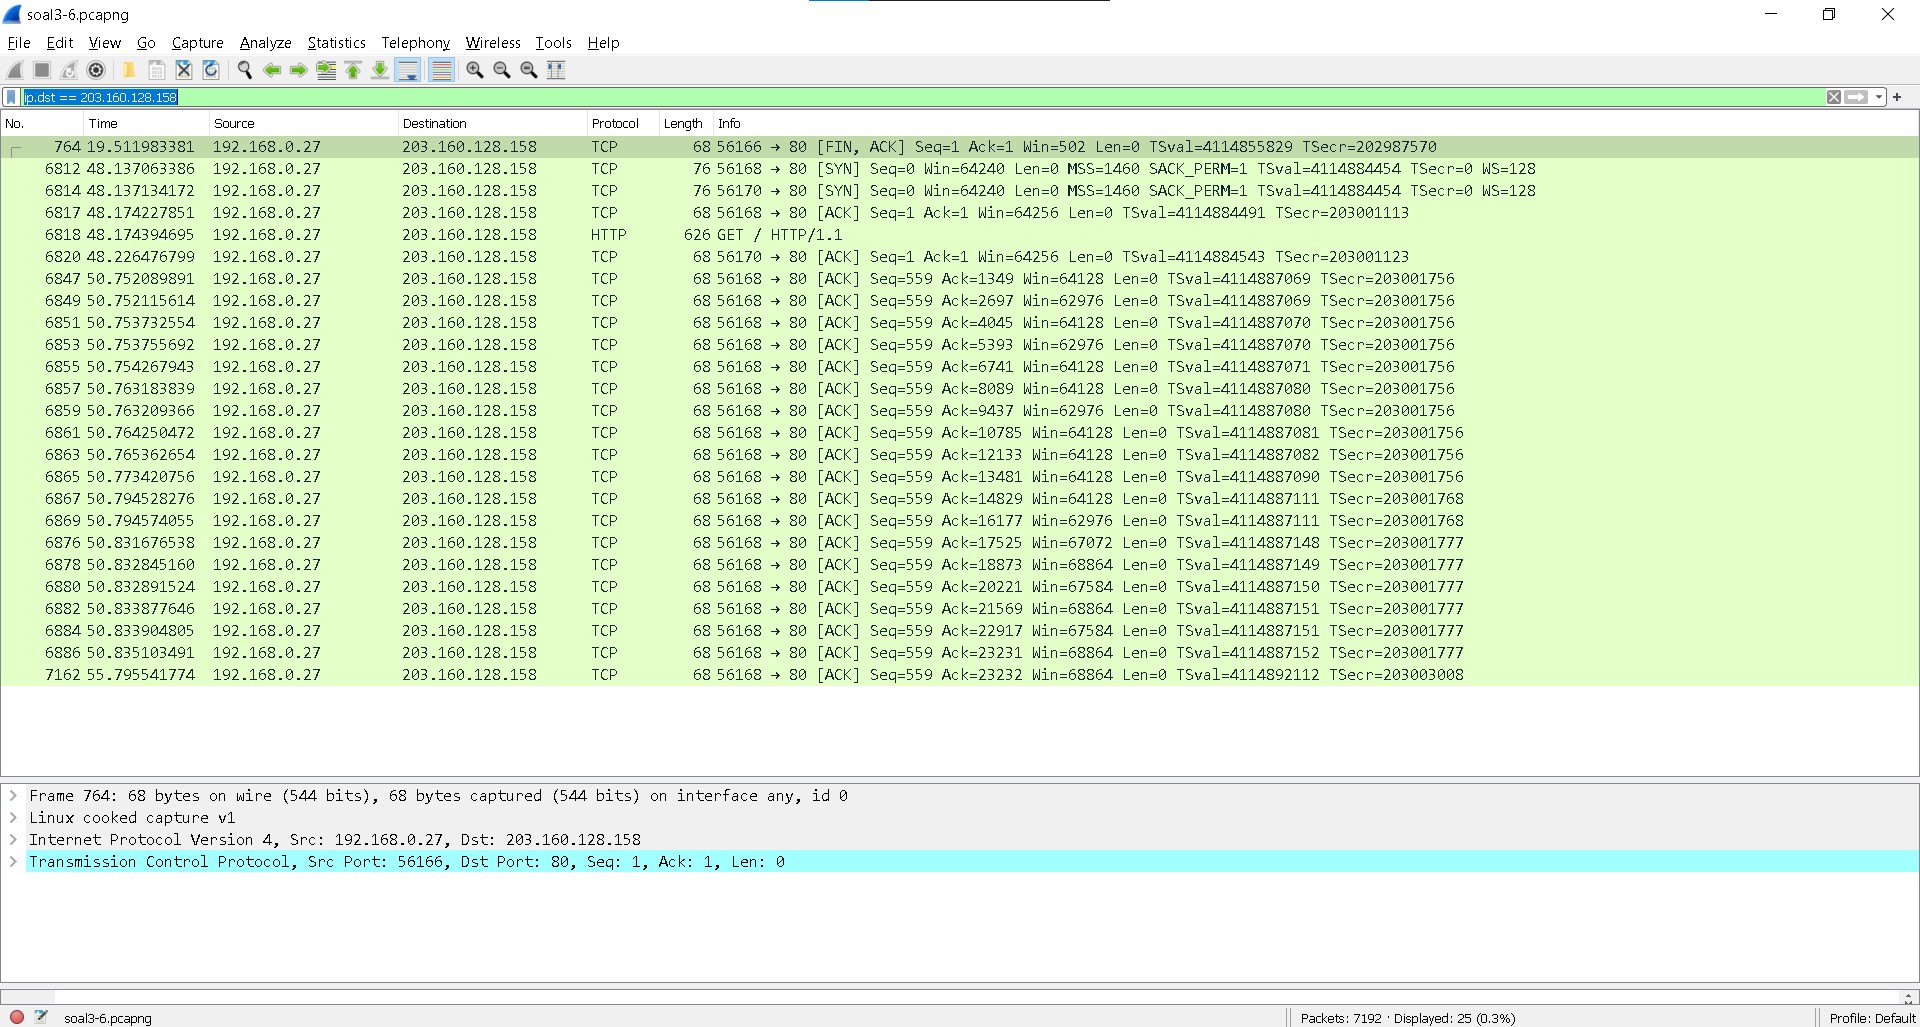 soal3-6.pcapng
File Edit View Go Capture Analyze Statistics Telephony Wireless Tools Help
ip.dst == 203.160.128.158
No. Time Source Destination Protocol Length Info
764 19.511983381 192.168.0.27 203.160.128.158 TCP 68 56166 → 80 [FIN, ACK] Seq=1 Ack=1 Win=502 Len=0 TSval=4114855829 TSecr=202987570
6812 48.137063386 192.168.0.27 203.160.128.158 TCP 76 56168 → 80 [SYN] Seq=0 Win=64240 Len=0 MSS=1460 SACK_PERM=1 TSval=4114884454 TSecr=0 WS=128
6814 48.137134172 192.168.0.27 203.160.128.158 TCP 76 56170 → 80 [SYN] Seq=0 Win=64240 Len=0 MSS=1460 SACK_PERM=1 TSval=4114884454 TSecr=0 WS=128
6817 48.174227851 192.168.0.27 203.160.128.158 TCP 68 56168 → 80 [ACK] Seq=1 Ack=1 Win=64256 Len=0 TSval=4114884491 TSecr=203001113
6818 48.174394695 192.168.0.27 203.160.128.158 HTTP 626 GET / HTTP/1.1
6820 48.226476799 192.168.0.27 203.160.128.158 TCP 68 56170 → 80 [ACK] Seq=1 Ack=1 Win=64256 Len=0 TSval=4114884543 TSecr=203001123
6847 50.752089891 192.168.0.27 203.160.128.158 TCP 68 56168 → 80 [ACK] Seq=559 Ack=1349 Win=64128 Len=0 TSval=4114887069 TSecr=203001756
6849 50.752115614 192.168.0.27 203.160.128.158 TCP 68 56168 → 80 [ACK] Seq=559 Ack=2697 Win=62976 Len=0 TSval=4114887069 TSecr=203001756
6851 50.753732554 192.168.0.27 203.160.128.158 TCP 68 56168 → 80 [ACK] Seq=559 Ack=4045 Win=64128 Len=0 TSval=4114887070 TSecr=203001756
6853 50.753755692 192.168.0.27 203.160.128.158 TCP 68 56168 → 80 [ACK] Seq=559 Ack=5393 Win=62976 Len=0 TSval=4114887070 TSecr=203001756
6855 50.754267943 192.168.0.27 203.160.128.158 TCP 68 56168 → 80 [ACK] Seq=559 Ack=6741 Win=64128 Len=0 TSval=4114887071 TSecr=203001756
6857 50.763183839 192.168.0.27 203.160.128.158 TCP 68 56168 → 80 [ACK] Seq=559 Ack=8089 Win=64128 Len=0 TSval=4114887080 TSecr=203001756
6859 50.763209366 192.168.0.27 203.160.128.158 TCP 68 56168 → 80 [ACK] Seq=559 Ack=9437 Win=62976 Len=0 TSval=4114887080 TSecr=203001756
6861 50.764250472 192.168.0.27 203.160.128.158 TCP 68 56168 → 80 [ACK] Seq=559 Ack=10785 Win=64128 Len=0 TSval=4114887081 TSecr=203001756
6863 50.765362654 192.168.0.27 203.160.128.158 TCP 68 56168 → 80 [ACK] Seq=559 Ack=12133 Win=64128 Len=0 TSval=4114887082 TSecr=203001756
6865 50.773420756 192.168.0.27 203.160.128.158 TCP 68 56168 → 80 [ACK] Seq=559 Ack=13481 Win=64128 Len=0 TSval=4114887090 TSecr=203001756
6867 50.794528276 192.168.0.27 203.160.128.158 TCP 68 56168 → 80 [ACK] Seq=559 Ack=14829 Win=64128 Len=0 TSval=4114887111 TSecr=203001768
6869 50.794574055 192.168.0.27 203.160.128.158 TCP 68 56168 → 80 [ACK] Seq=559 Ack=16177 Win=62976 Len=0 TSval=4114887111 TSecr=203001768
6876 50.831676538 192.168.0.27 203.160.128.158 TCP 68 56168 → 80 [ACK] Seq=559 Ack=17525 Win=67072 Len=0 TSval=4114887148 TSecr=203001777
6878 50.832845160 192.168.0.27 203.160.128.158 TCP 68 56168 → 80 [ACK] Seq=559 Ack=18873 Win=68864 Len=0 TSval=4114887149 TSecr=203001777
6880 50.832891524 192.168.0.27 203.160.128.158 TCP 68 56168 → 80 [ACK] Seq=559 Ack=20221 Win=67584 Len=0 TSval=4114887150 TSecr=203001777
6882 50.833877646 192.168.0.27 203.160.128.158 TCP 68 56168 → 80 [ACK] Seq=559 Ack=21569 Win=68864 Len=0 TSval=4114887151 TSecr=203001777
6884 50.833904805 192.168.0.27 203.160.128.158 TCP 68 56168 → 80 [ACK] Seq=559 Ack=22917 Win=67584 Len=0 TSval=4114887151 TSecr=203001777
6886 50.835103491 192.168.0.27 203.160.128.158 TCP 68 56168 → 80 [ACK] Seq=559 Ack=23231 Win=68864 Len=0 TSval=4114887152 TSecr=203001777
7162 55.795541774 192.168.0.27 203.160.128.158 TCP 68 56168 → 80 [ACK] Seq=559 Ack=23232 Win=68864 Len=0 TSval=4114892112 TSecr=203003008
Frame 764: 68 bytes on wire (544 bits), 68 bytes captured (544 bits) on interface any, id 0
Linux cooked capture v1
Internet Protocol Version 4, Src: 192.168.0.27, Dst: 203.160.128.158
Transmission Control Protocol, Src Port: 56166, Dst Port: 80, Seq: 1, Ack: 1, Len: 0
soal3-6.pcapng Packets: 7192 · Displayed: 25 (0.3%) Profile: Default